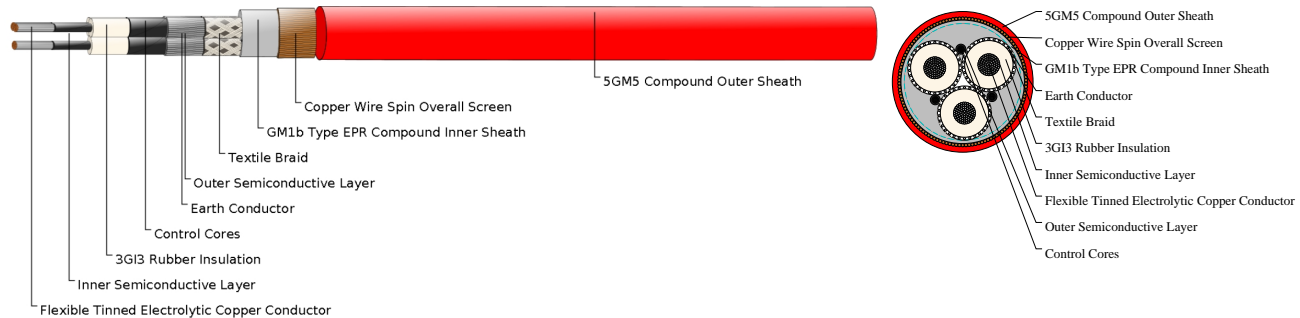 5GM5 Compound Outer Sheath
Copper Wire Spin Overall Screen
GM1b Type EPR Compound Inner Sheath
Textile Braid
Outer Semiconductive Layer
Earth Conductor
Control Cores
3GI3 Rubber Insulation
Inner Semiconductive Layer
Flexible Tinned Electrolytic Copper Conductor
5GM5 Compound Outer Sheath
Copper Wire Spin Overall Screen
GM1b Type EPR Compound Inner Sheath
Earth Conductor
Textile Braid
3GI3 Rubber Insulation
Inner Semiconductive Layer
Flexible Tinned Electrolytic Copper Conductor
Outer Semiconductive Layer
Control Cores